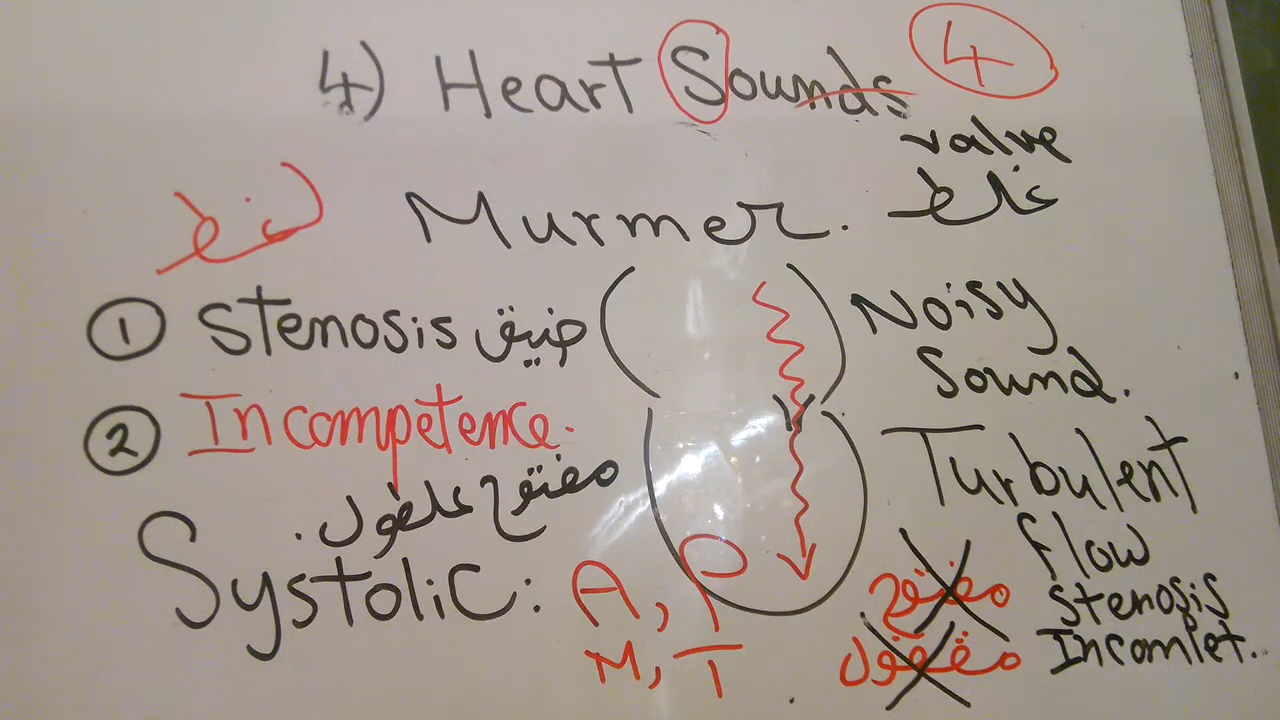 4) Heart Sounds 4
valve
لغط Murmer. غلط
① Stenosis ضيق Noisy
Sound.
② Incompetence. Turbulent
مفتوح علطول. flow
Systolic: A, P مفتوح Stenosis
M, T مقفول Incomlet.